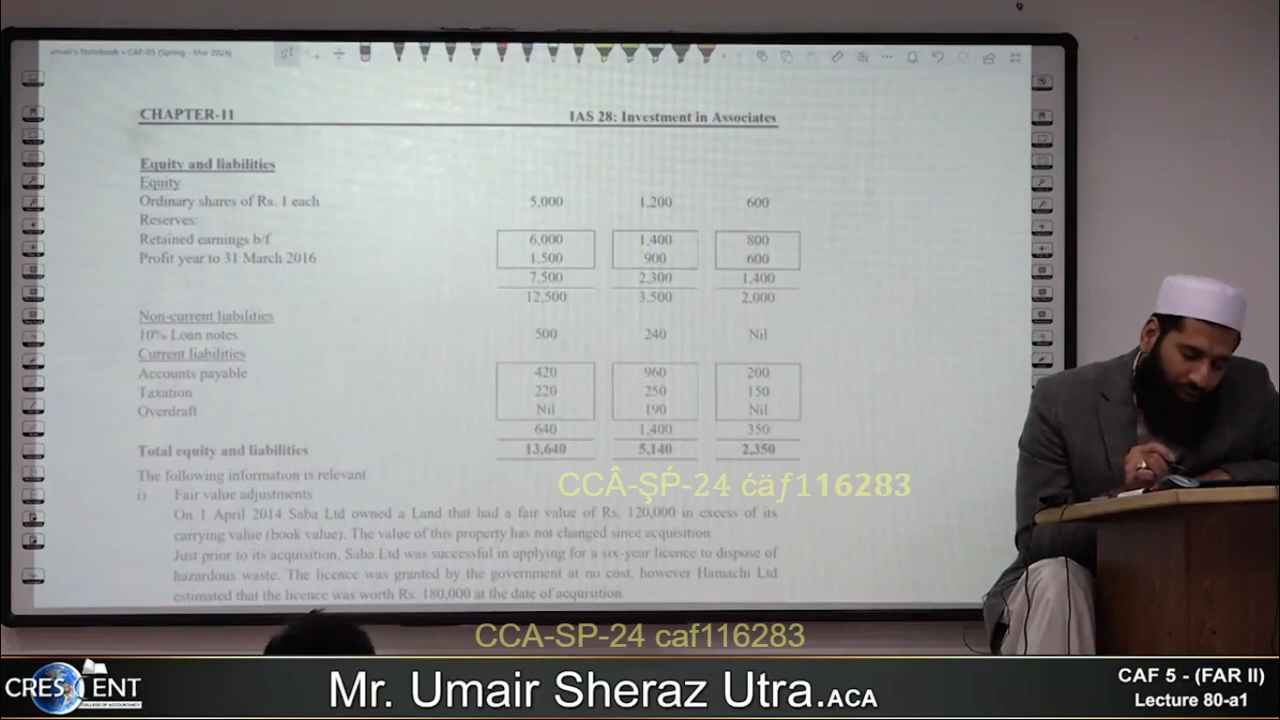 umair's Notebook • CAF-05 (Spring - Mar 2024)
CHAPTER-11 IAS 28: Investment in Associates
Equity and liabilities
Equity
Ordinary shares of Rs. 1 each 5,000 1,200 600
Reserves:
Retained earnings b/f 6,000 1,400 800
Profit year to 31 March 2016 1,500 900 600
7,500 2,300 1,400
12,500 3,500 2,000
Non-current liabilities
10% Loan notes 500 240 Nil
Current liabilities
Accounts payable 420 960 200
Taxation 220 250 150
Overdraft Nil 190 Nil
640 1,400 350
Total equity and liabilities 13,640 5,140 2,350
The following information is relevant
i) Fair value adjustments
On 1 April 2014 Saba Ltd owned a Land that had a fair value of Rs. 120,000 in excess of its
carrying value (book value). The value of this property has not changed since acquisition.
Just prior to its acquisition, Saba Ltd was successful in applying for a six-year licence to dispose of
hazardous waste. The licence was granted by the government at no cost, however Hamachi Ltd
estimated that the licence was worth Rs. 180,000 at the date of acquisition.
CCÂ-ŞṔ-24 ćäƒ116283
CCA-SP-24 caf116283
CRESCENT
COLLEGE OF ACCOUNTANCY
Mr. Umair Sheraz Utra.ACA
CAF 5 - (FAR II)
Lecture 80-a1